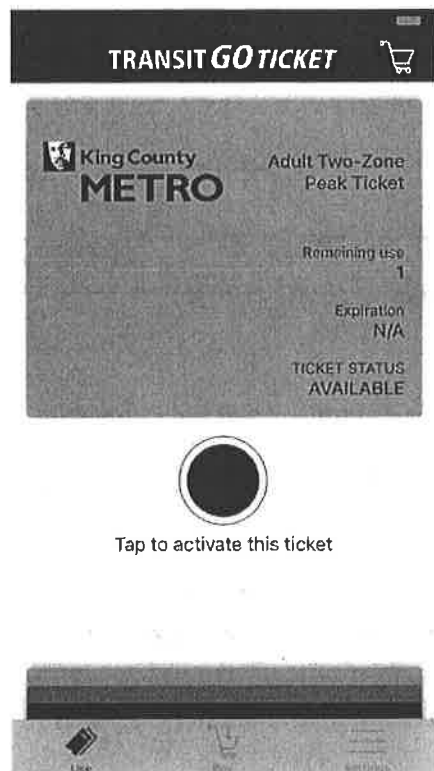 TRANSIT GO TICKET
King County
METRO
Adult Two-Zone
Peak Ticket
Remaining use
1
Expiration
N/A
TICKET STATUS
AVAILABLE
Tap to activate this ticket
Use